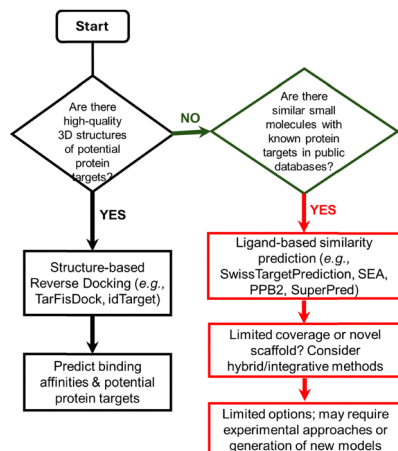 Start
Are there
high-quality
3D structures
of potential
protein
targets?
NO
Are there
similar small
molecules with
known protein
targets in public
databases?
YES
YES
Structure-based
Reverse Docking (e.g.,
TarFisDock, idTarget)
Ligand-based similarity
prediction (e.g.,
SwissTargetPrediction, SEA,
PPB2, SuperPred)
Predict binding
affinities & potential
protein targets
Limited coverage or novel
scaffold? Consider
hybrid/integrative methods
Limited options; may require
experimental approaches or
generation of new models